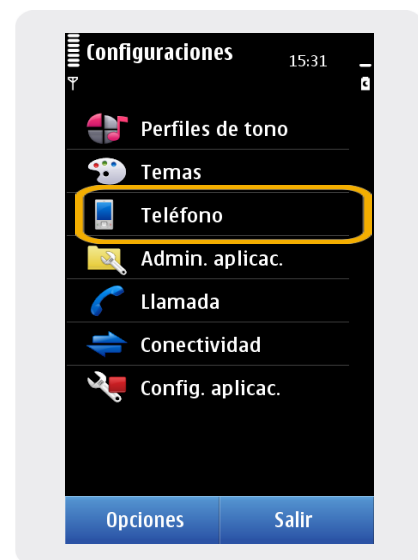 Configuraciones
15:31
Perfiles de tono
Temas
Teléfono
Admin. aplicac.
Llamada
Conectividad
Config. aplicac.
Opciones
Salir